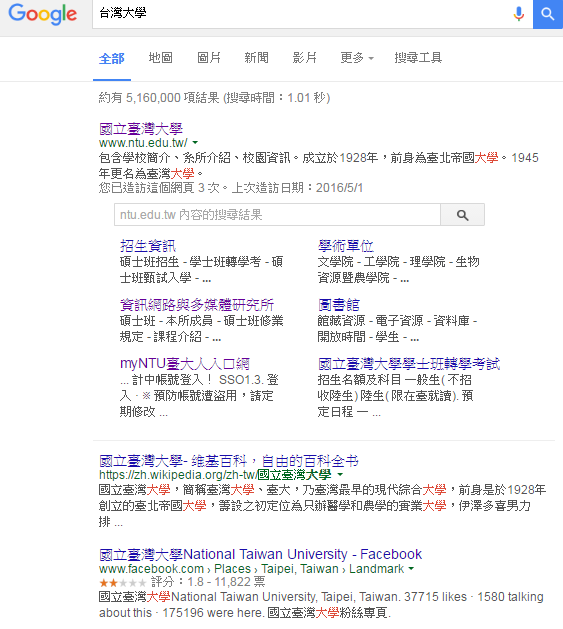 Google 台灣大學
全部 地圖 圖片 新聞 影片 更多 搜尋工具
約有 5,160,000 項結果 (搜尋時間：1.01 秒)
國立臺灣大學
www.ntu.edu.tw/
包含學校簡介、系所介紹、校園資訊。成立於1928年，前身為臺北帝國大學。1945
年更名為臺灣大學。
您已造訪這個網頁 3 次。上次造訪日期：2016/5/1
ntu.edu.tw 內容的搜尋結果
招生資訊
碩士班招生 - 學士班轉學考 - 碩
士班甄試入學 - ...
學術單位
文學院 - 工學院 - 理學院 - 生物
資源暨農學院 - ...
資訊網路與多媒體研究所
碩士班 - 本所成員 - 碩士班修業
規定 - 課程介紹 - ...
圖書館
館藏資源 - 電子資源 - 資料庫 -
開放時間 - 學生 - ...
myNTU臺大人入口網
... 計中帳號登入！ SSO1.3. 登
入 · ※ 預防帳號遭盜用，請定
期修改 ...
國立臺灣大學學士班轉學考試
招生名額及科目 一般生( 不招
收陸生) 陸生( 限在臺就讀). 預
定日程 一 ...
國立臺灣大學- 维基百科，自由的百科全书
https://zh.wikipedia.org/zh-tw/國立臺灣大學
國立臺灣大學，簡稱臺灣大學、臺大，乃臺灣最早的現代綜合大學，前身是於1928年
創立的臺北帝國大學，籌設之初定位為只辦醫學和農學的實業大學，伊澤多喜男力
排 ...
國立臺灣大學National Taiwan University - Facebook
www.facebook.com › Places › Taipei, Taiwan › Landmark
評分：1.8 - 11,822 票
國立臺灣大學National Taiwan University, Taipei, Taiwan. 37715 likes · 1580 talking
about this · 175196 were here. 國立臺灣大學粉絲專頁.